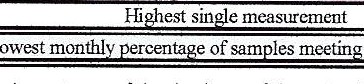 Highest single measurement
owest monthly percentage of samples meeting